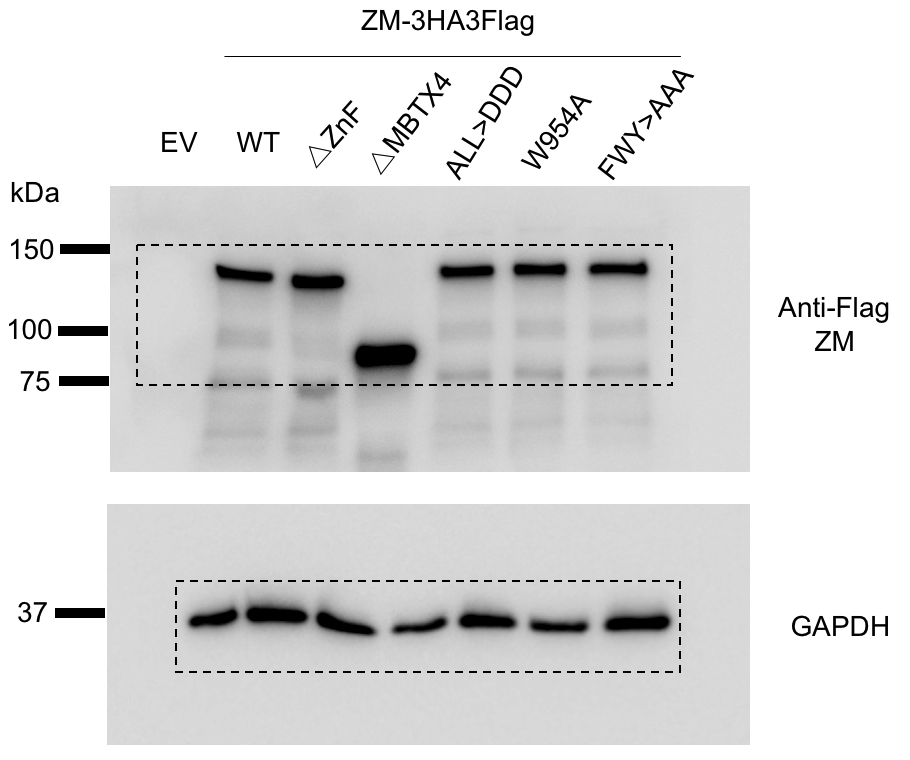 ZM-3HA3Flag
EV WT △ZnF △MBTX4 ALL>DDD W954A FWY>AAA
kDa
150
100
75
Anti-Flag
ZM
37
GAPDH